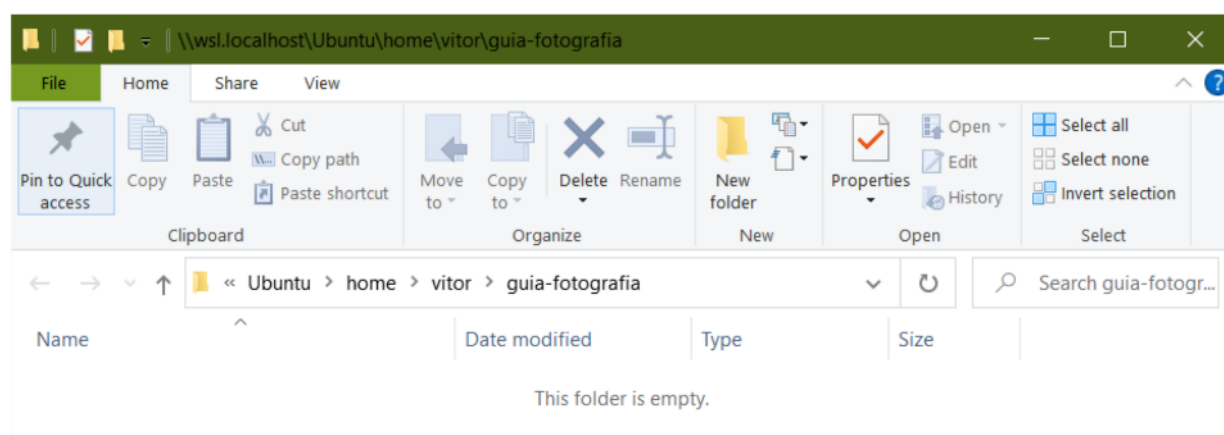 \\wsl.localhost\Ubuntu\home\vitor\guia-fotografia
File Home Share View
Pin to Quick access
Copy
Paste
Cut
Copy path
Paste shortcut
Move to
Copy to
Delete
Rename
New folder
Properties
Open
Edit
History
Select all
Select none
Invert selection
Clipboard Organize New Open Select
« Ubuntu > home > vitor > guia-fotografia
Search guia-fotogr...
Name Date modified Type Size
This folder is empty.